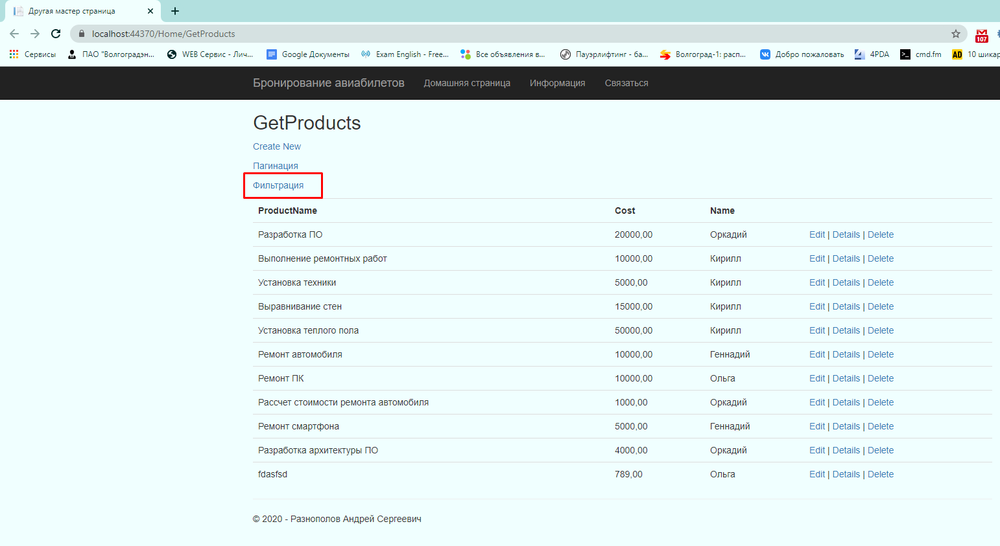 Другая мастер страница
localhost:44370/Home/GetProducts
107
Сервисы ПАО "Волгоградэн... WEB Сервис - Лич... Google Документы Exam English - Free... Все объявления в... Пауэрлифтинг - ба... Волгоград-1: расп... Добро пожаловать 4PDA cmd.fm AD 10 шикар
Бронирование авиабилетов Домашняя страница Информация Связаться
GetProducts
Create New
Пагинация
Фильтрация
ProductName Cost Name
Разработка ПО 20000,00 Оркадий Edit | Details | Delete
Выполнение ремонтных работ 10000,00 Кирилл Edit | Details | Delete
Установка техники 5000,00 Кирилл Edit | Details | Delete
Выравнивание стен 15000,00 Кирилл Edit | Details | Delete
Установка теплого пола 50000,00 Кирилл Edit | Details | Delete
Ремонт автомобиля 10000,00 Геннадий Edit | Details | Delete
Ремонт ПК 10000,00 Ольга Edit | Details | Delete
Рассчет стоимости ремонта автомобиля 1000,00 Оркадий Edit | Details | Delete
Ремонт смартфона 5000,00 Геннадий Edit | Details | Delete
Разработка архитектуры ПО 4000,00 Оркадий Edit | Details | Delete
fdasfsd 789,00 Ольга Edit | Details | Delete
© 2020 - Разнополов Андрей Сергеевич